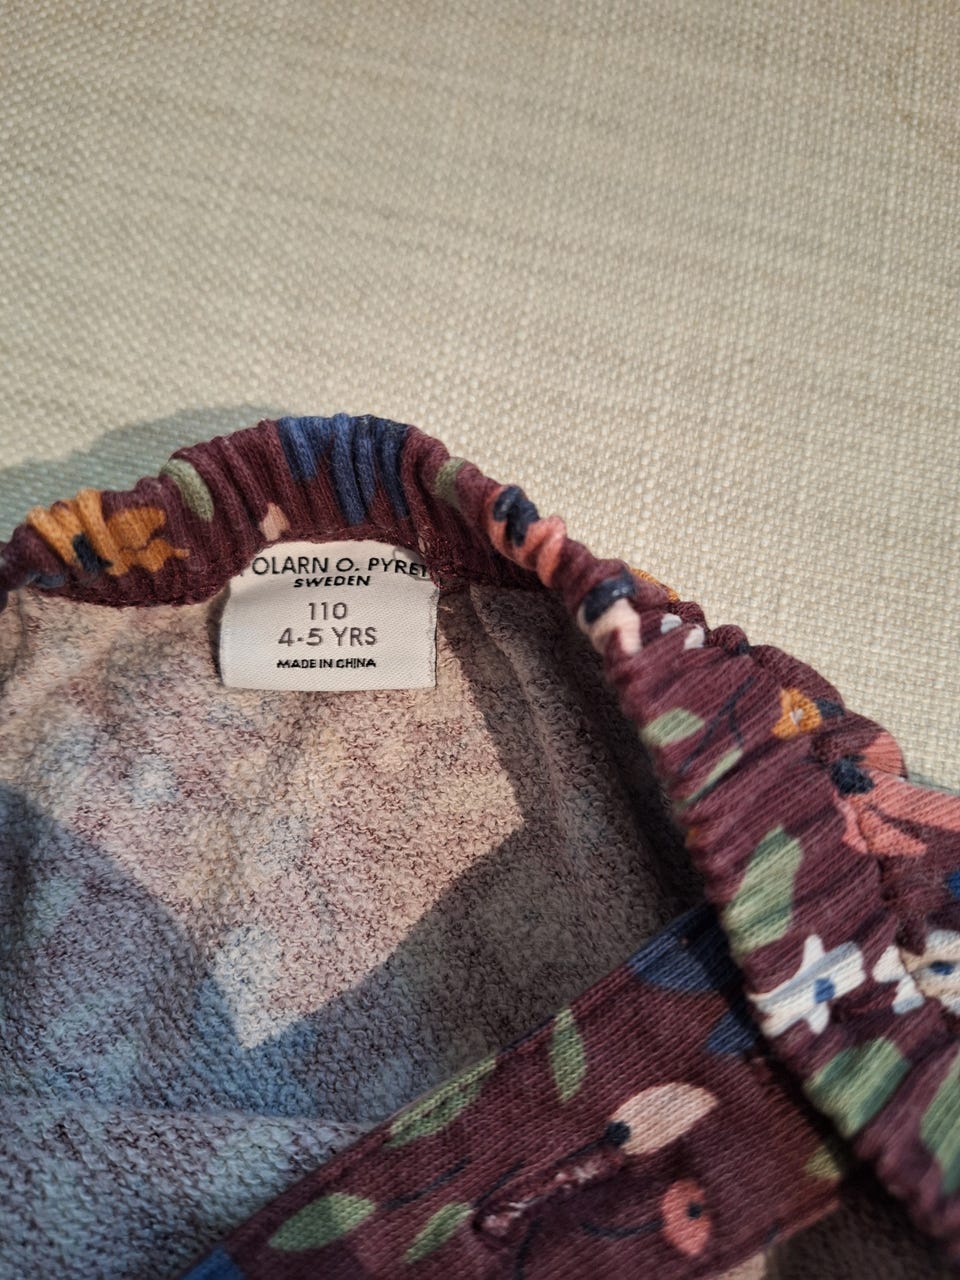 OLARN O. PYRET
SWEDEN
110
4-5 YRS
MADE IN CHINA